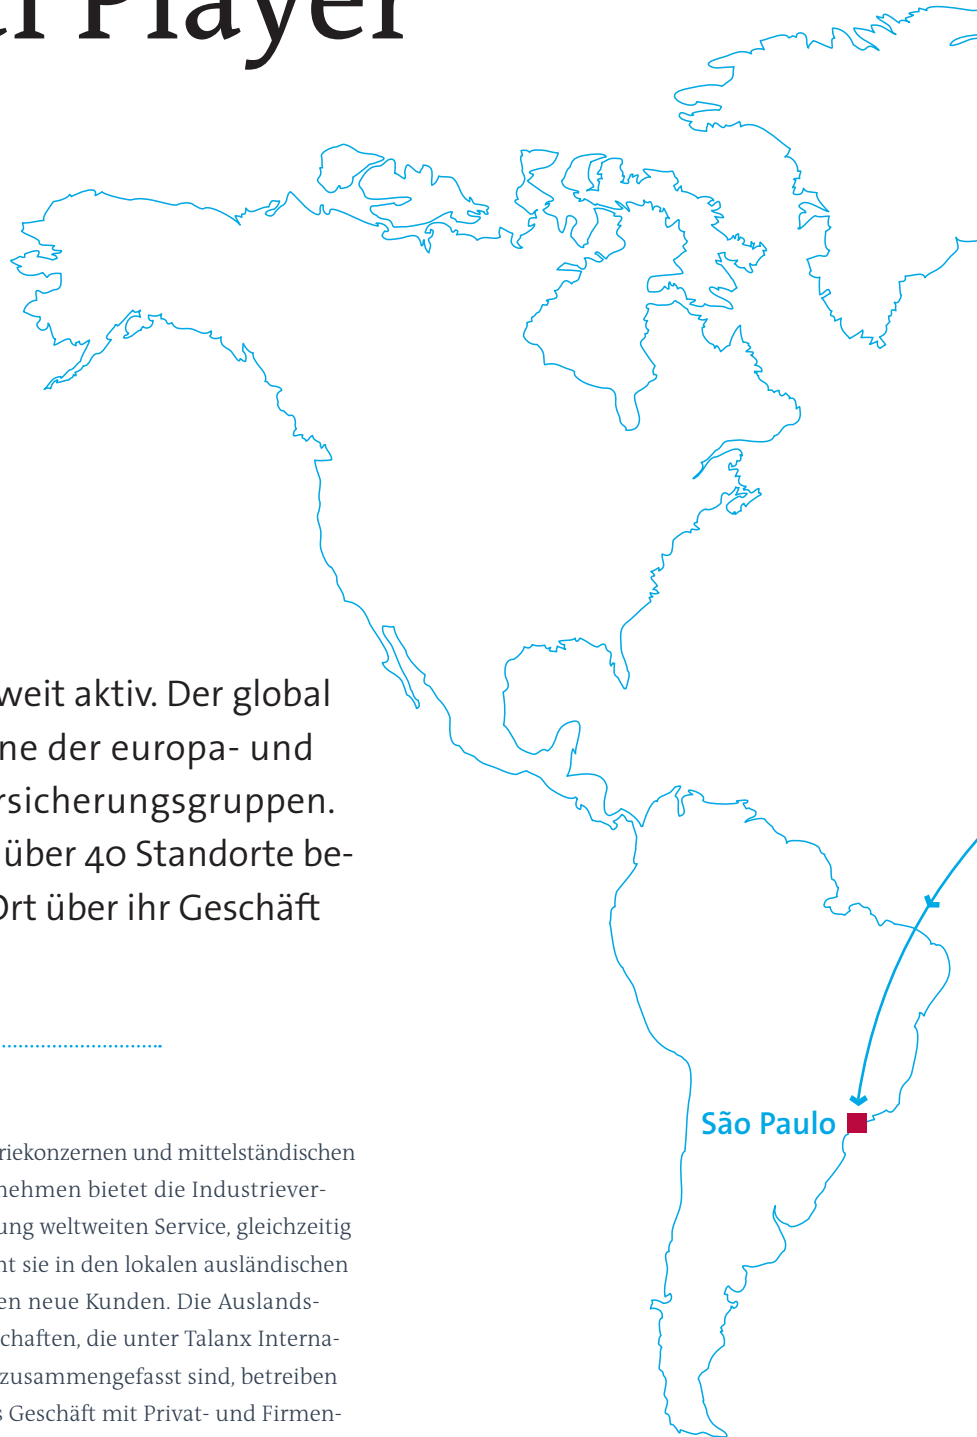 al Player
weit aktiv. Der global
ne der europa- und
rsicherungsgruppen.
über 40 Standorte be-
Ort über ihr Geschäft
São Paulo
riekonzernen und mittelständischen
nehmen bietet die Industriever-
ung weltweiten Service, gleichzeitig
nt sie in den lokalen ausländischen
en neue Kunden. Die Auslands-
chaften, die unter Talanx Interna-
zusammengefasst sind, betreiben
s Geschäft mit Privat- und Firmen-